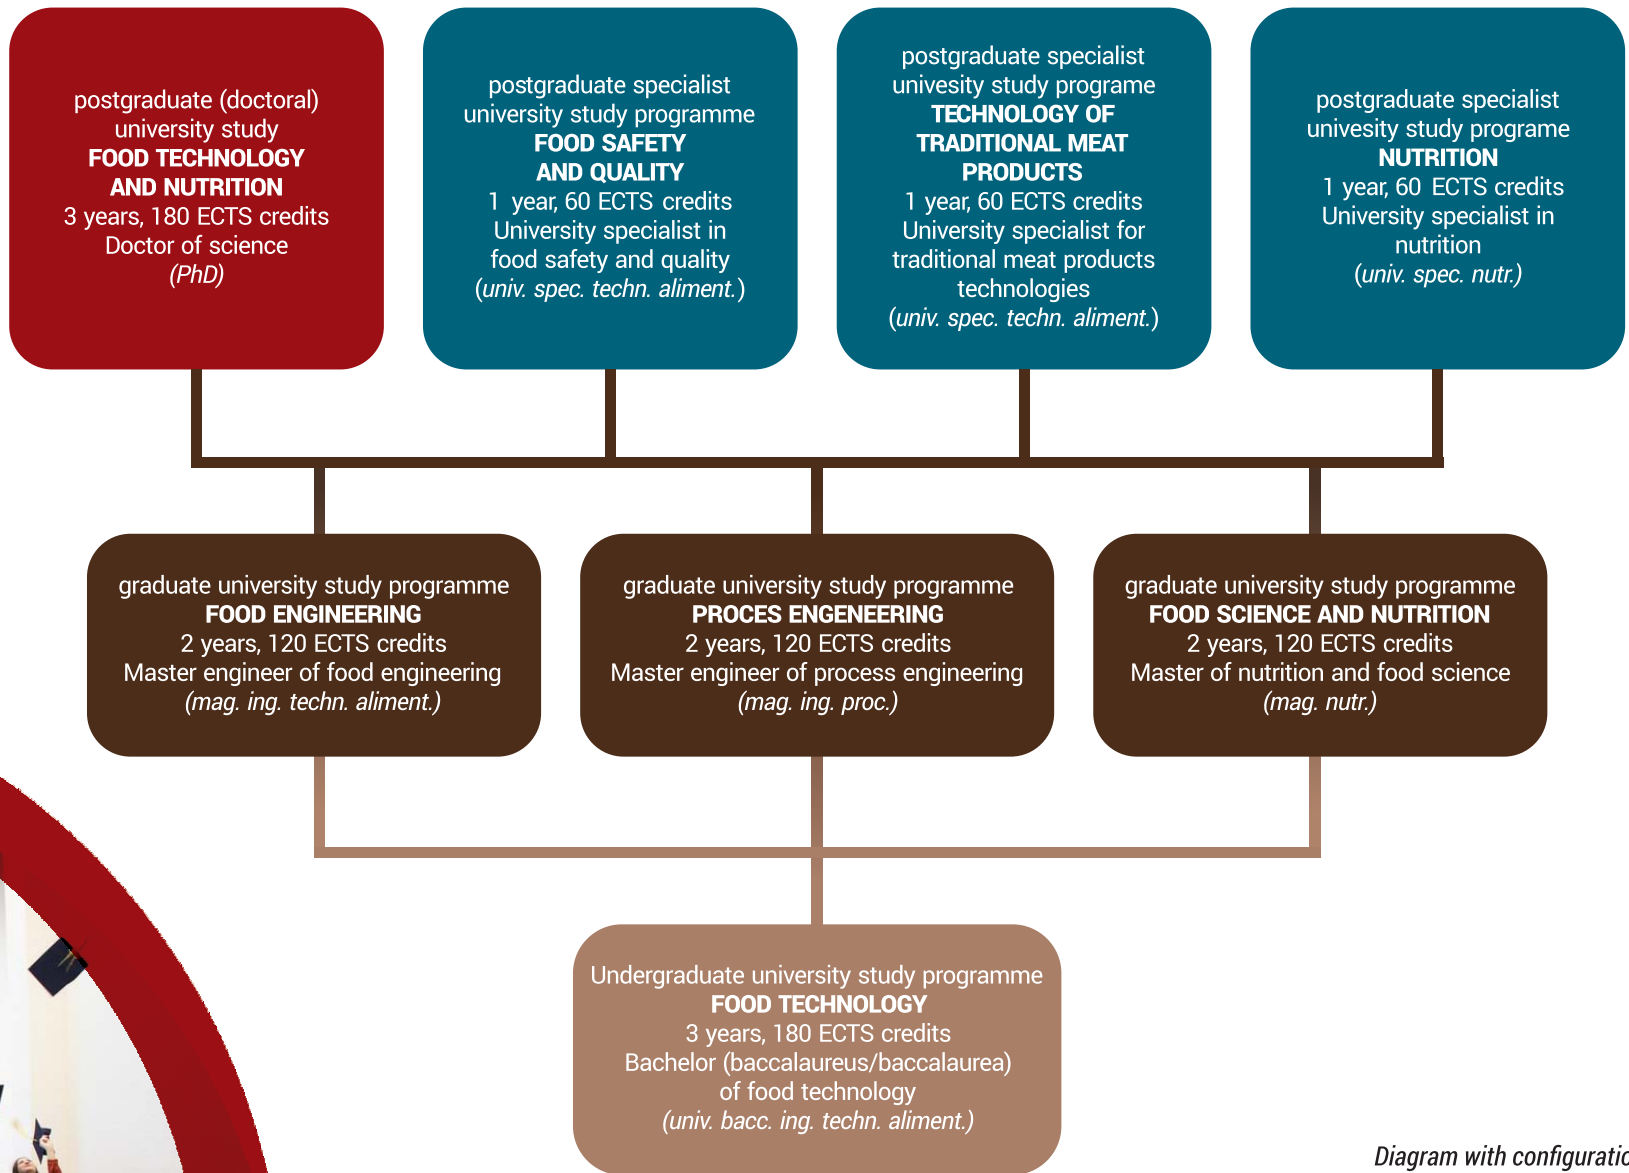 postgraduate (doctoral)
university study
FOOD TECHNOLOGY
AND NUTRITION
3 years, 180 ECTS credits
Doctor of science
(PhD)
postgraduate specialist
university study programme
FOOD SAFETY
AND QUALITY
1 year, 60 ECTS credits
University specialist in
food safety and quality
(univ. spec. techn. aliment.)
postgraduate specialist
univesity study programe
TECHNOLOGY OF
TRADITIONAL MEAT
PRODUCTS
1 year, 60 ECTS credits
University specialist for
traditional meat products
technologies
(univ. spec. techn. aliment.)
postgraduate specialist
univesity study programe
NUTRITION
1 year, 60 ECTS credits
University specialist in
nutrition
(univ. spec. nutr.)
graduate university study programme
FOOD ENGINEERING
2 years, 120 ECTS credits
Master engineer of food engineering
(mag. ing. techn. aliment.)
graduate university study programme
PROCES ENGENEERING
2 years, 120 ECTS credits
Master engineer of process engineering
(mag. ing. proc.)
graduate university study programme
FOOD SCIENCE AND NUTRITION
2 years, 120 ECTS credits
Master of nutrition and food science
(mag. nutr.)
Undergraduate university study programme
FOOD TECHNOLOGY
3 years, 180 ECTS credits
Bachelor (baccalaureus/baccalaurea)
of food technology
(univ. bacc. ing. techn. aliment.)
Diagram with